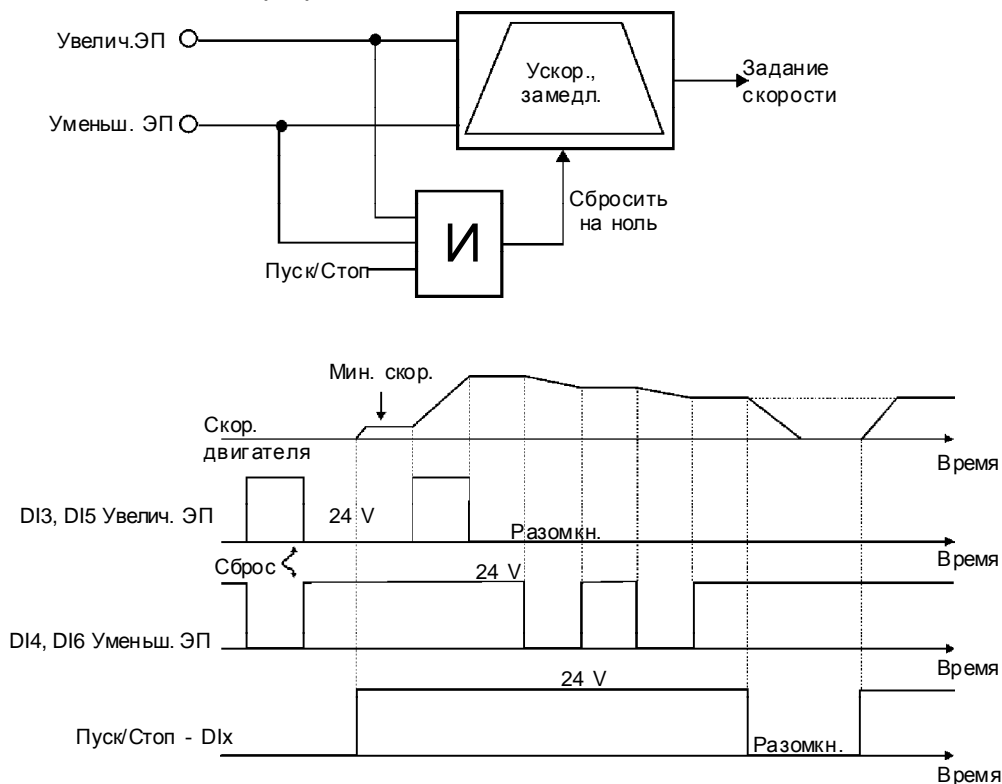 Увелич.ЭП
Ускор.,
замедл.
Задание
скорости
Уменьш. ЭП
Сбросить
на ноль
И
Пуск/Стоп
Мин. скор.
Скор.
двигателя
Время
DI3, DI5 Увелич. ЭП
24 V
Разомкн.
Время
Сброс
24 V
DI4, DI6 Уменьш. ЭП
Время
24 V
Пуск/Стоп - DIx
Разомкн.
Время